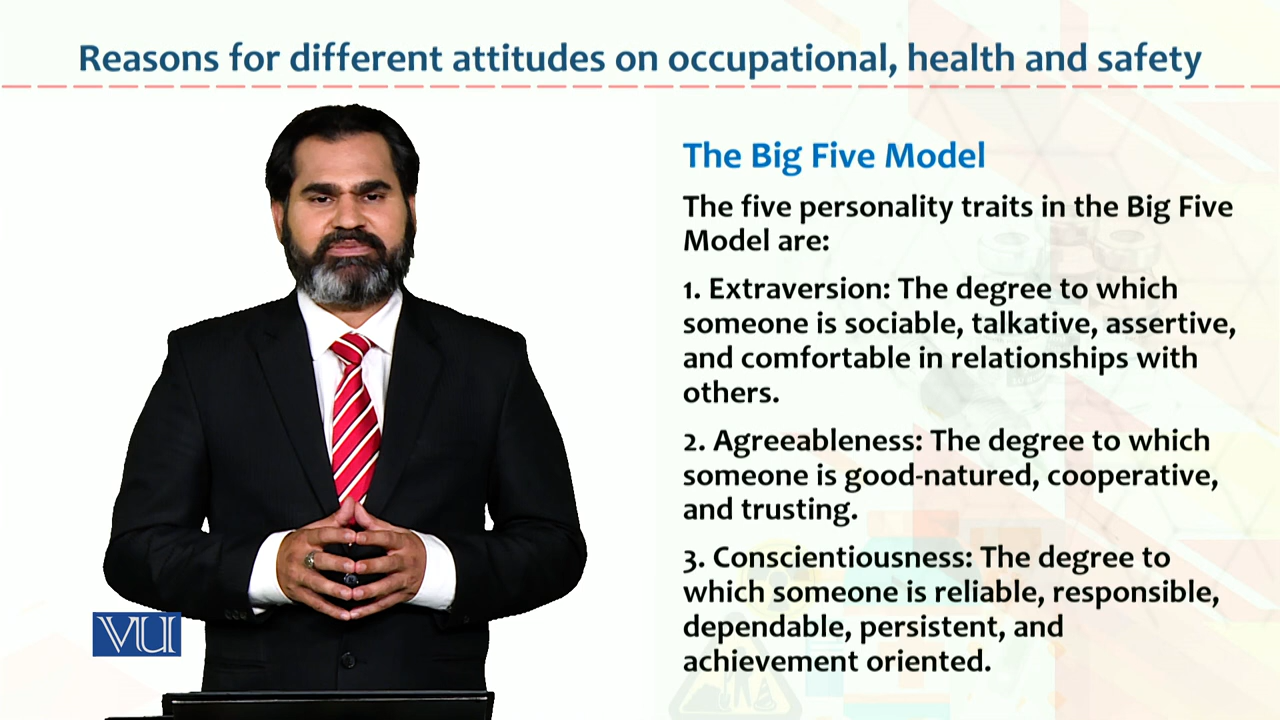 Reasons for different attitudes on occupational, health and safety
The Big Five Model
The five personality traits in the Big Five
Model are:
1. Extraversion: The degree to which
someone is sociable, talkative, assertive,
and comfortable in relationships with
others.
2. Agreeableness: The degree to which
someone is good-natured, cooperative,
and trusting.
3. Conscientiousness: The degree to
which someone is reliable, responsible,
dependable, persistent, and
achievement oriented.
VU